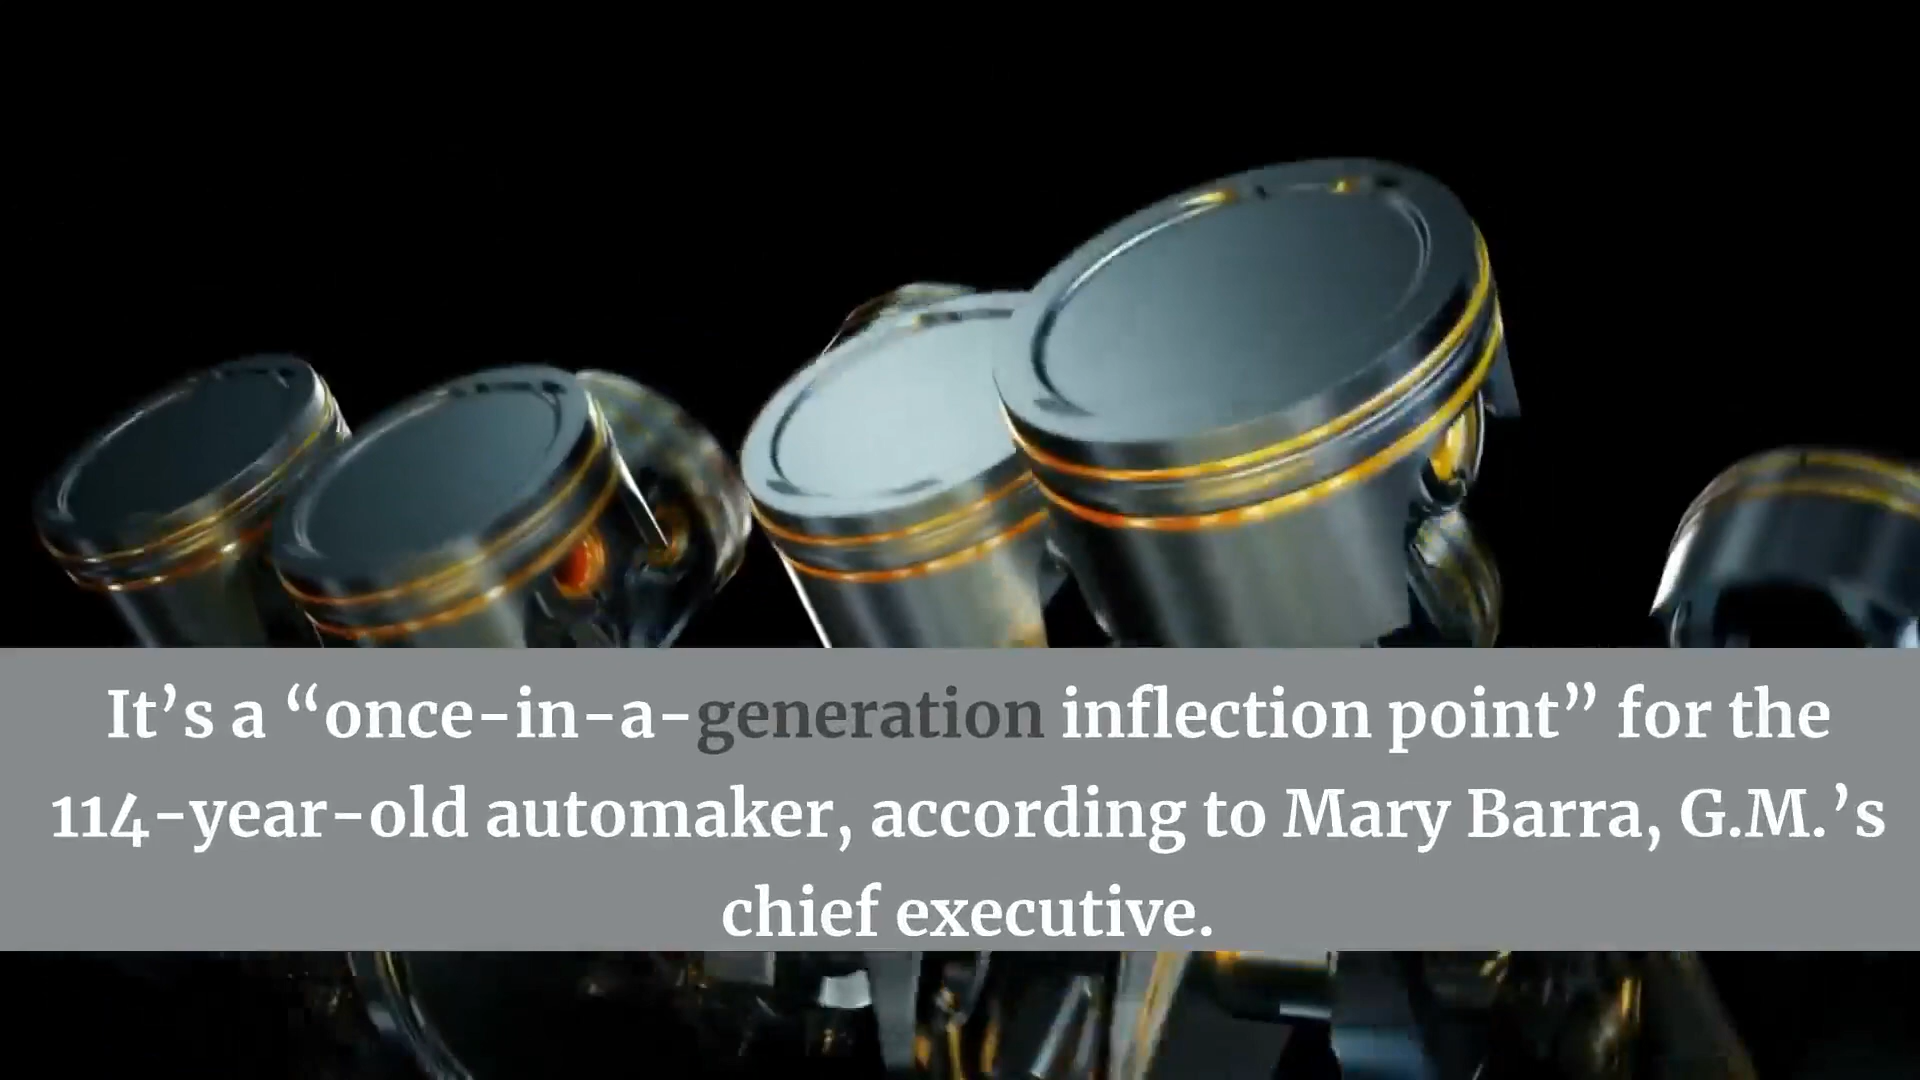 It’s a “once-in-a-generation inflection point” for the
114-year-old automaker, according to Mary Barra, G.M.’s
chief executive.